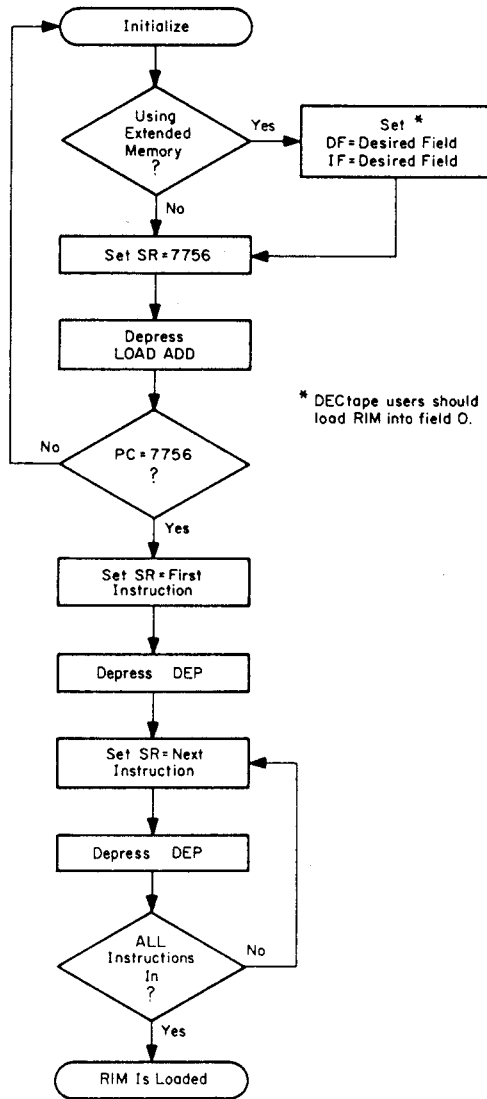 Initialize
Using
Extended
Memory
?
Yes
Set *
DF=Desired Field
IF=Desired Field
No
Set SR=7756
Depress
LOAD ADD
* DECtape users should
load RIM into field 0.
No
PC=7756
?
Yes
Set SR=First
Instruction
Depress DEP
Set SR=Next
Instruction
Depress DEP
ALL
Instructions
In
?
No
Yes
RIM Is Loaded